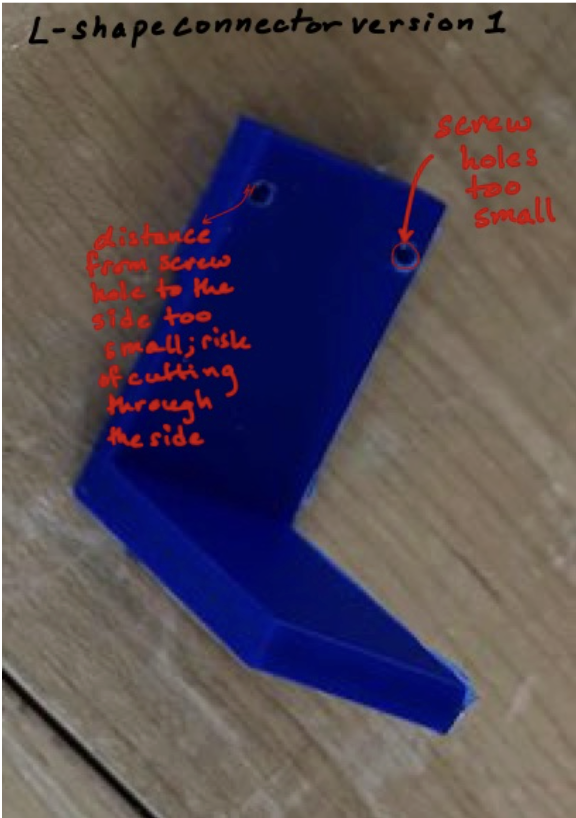 L-shape connector version 1
screw
holes
too
small
distance
from screw
hole to the
side too
small; risk
of cutting
through
the side